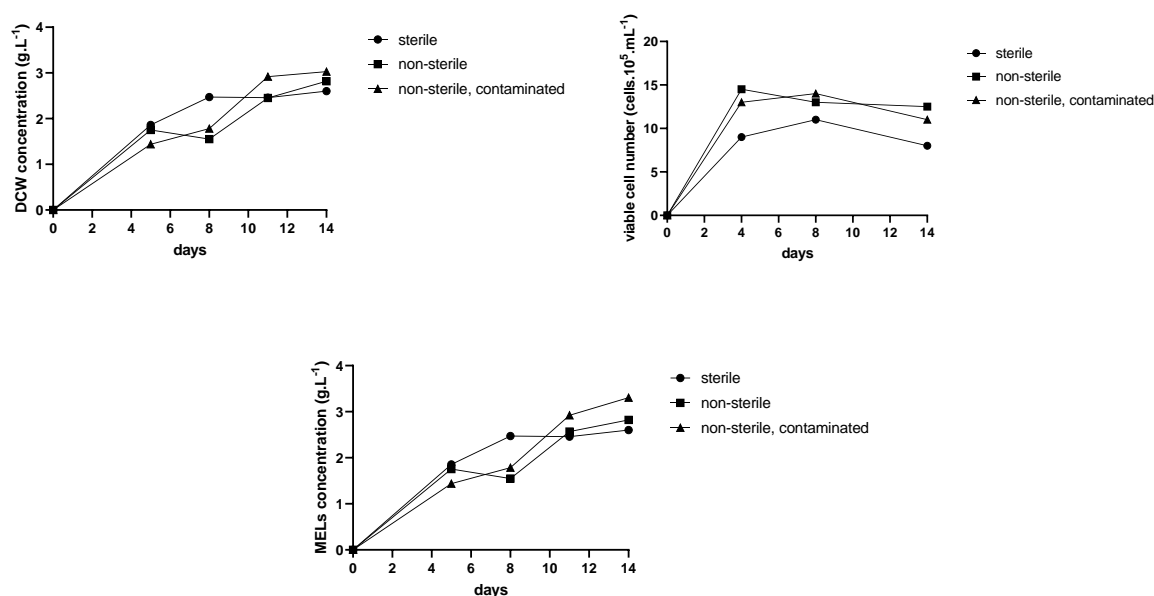 DCW concentration (g.L-1)
4
3
2
1
0
0 2 4 6 8 10 12 14
days
sterile
non-sterile
non-sterile, contaminated
viable cell number (cells.10^5.mL-1)
20
15
10
5
0
0 2 4 6 8 10 12 14
days
sterile
non-sterile
non-sterile, contaminated
MELs concentration (g.L-1)
4
3
2
1
0
0 2 4 6 8 10 12 14
days
sterile
non-sterile
non-sterile, contaminated